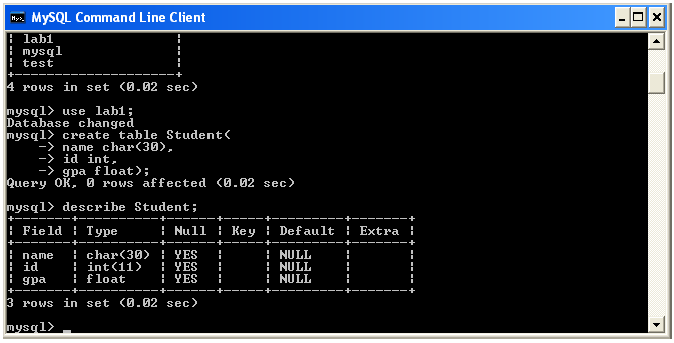 MySQL Command Line Client
| lab1                |
| mysql               |
| test                |
+---------------------+
4 rows in set (0.02 sec)
mysql> use lab1;
Database changed
mysql> create table Student(
    -> name char(30),
    -> id int,
    -> gpa float);
Query OK, 0 rows affected (0.02 sec)
mysql> describe Student;
+-------+----------+------+-----+---------+-------+
| Field | Type     | Null | Key | Default | Extra |
+-------+----------+------+-----+---------+-------+
| name  | char(30) | YES  |     | NULL    |       |
| id    | int(11)  | YES  |     | NULL    |       |
| gpa   | float    | YES  |     | NULL    |       |
+-------+----------+------+-----+---------+-------+
3 rows in set (0.02 sec)
mysql> _